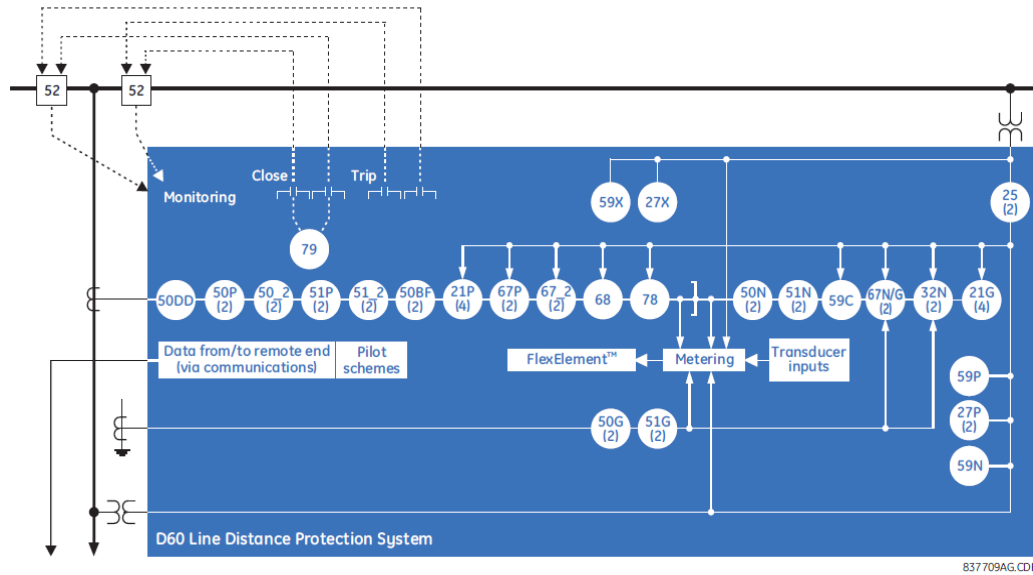 52
52
Close
Trip
Monitoring
79
59X
27X
25
(2)
50DD
50P
(2)
50_2
(2)
51P
(2)
51_2
(2)
50BF
(2)
21P
(4)
67P
(2)
67_2
(2)
68
78
50N
(2)
51N
(2)
59C
67N/G
(2)
32N
(2)
21G
(4)
Data from/to remote end
(via communications)
Pilot
schemes
FlexElement™
Metering
Transducer
inputs
59P
27P
(2)
59N
50G
(2)
51G
(2)
D60 Line Distance Protection System
837709AG.CD